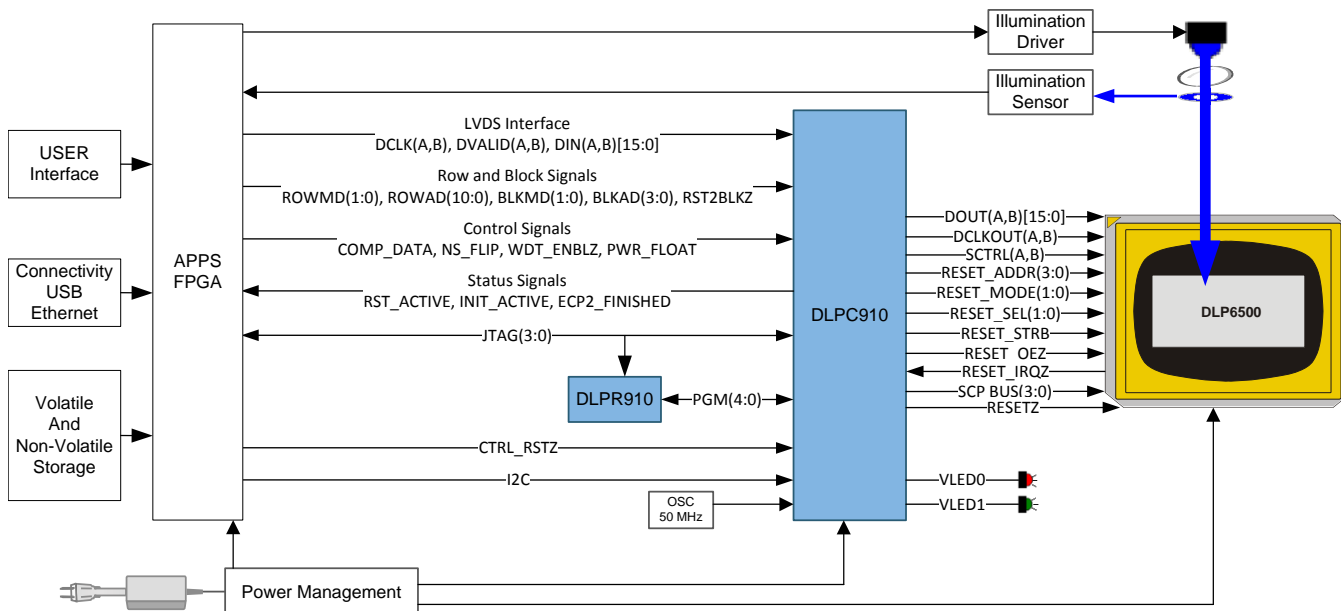 Illumination
Driver
Illumination
Sensor
USER
Interface
Connectivity
USB
Ethernet
Volatile
And
Non-Volatile
Storage
APPS
FPGA
LVDS Interface
DCLK(A,B), DVALID(A,B), DIN(A,B)[15:0]
Row and Block Signals
ROWMD(1:0), ROWAD(10:0), BLKMD(1:0), BLKAD(3:0), RST2BLKZ
Control Signals
COMP_DATA, NS_FLIP, WDT_ENBLZ, PWR_FLOAT
Status Signals
RST_ACTIVE, INIT_ACTIVE, ECP2_FINISHED
JTAG(3:0)
DLPR910
PGM(4:0)
CTRL_RSTZ
I2C
OSC
50 MHz
DLPC910
DOUT(A,B)[15:0]
DCLKOUT(A,B)
SCTRL(A,B)
RESET_ADDR(3:0)
RESET_MODE(1:0)
RESET_SEL(1:0)
RESET_STRB
RESET_OEZ
RESET_IRQZ
SCP BUS(3:0)
RESETZ
VLED0
VLED1
DLP6500
Power Management